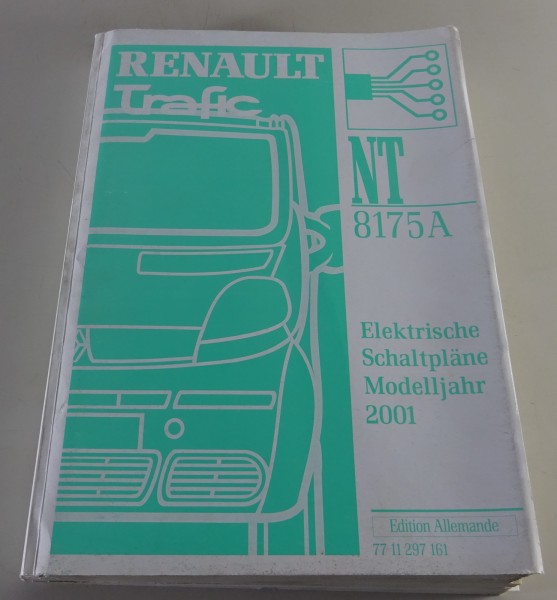 RENAULT
Trafic
NT
8175A
Elektrische
Schaltpläne
Modelljahr
2001
Edition Allemande
77 11 297 161